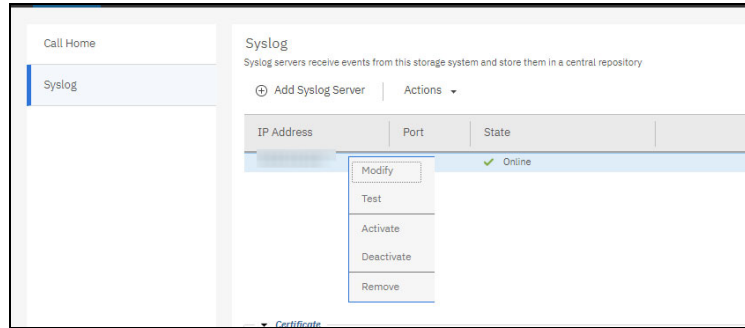 Call Home
Syslog
Syslog
Syslog servers receive events from this storage system and store them in a central repository
Add Syslog Server Actions
IP Address Port State
Online
Modify
Test
Activate
Deactivate
Remove
Certificate